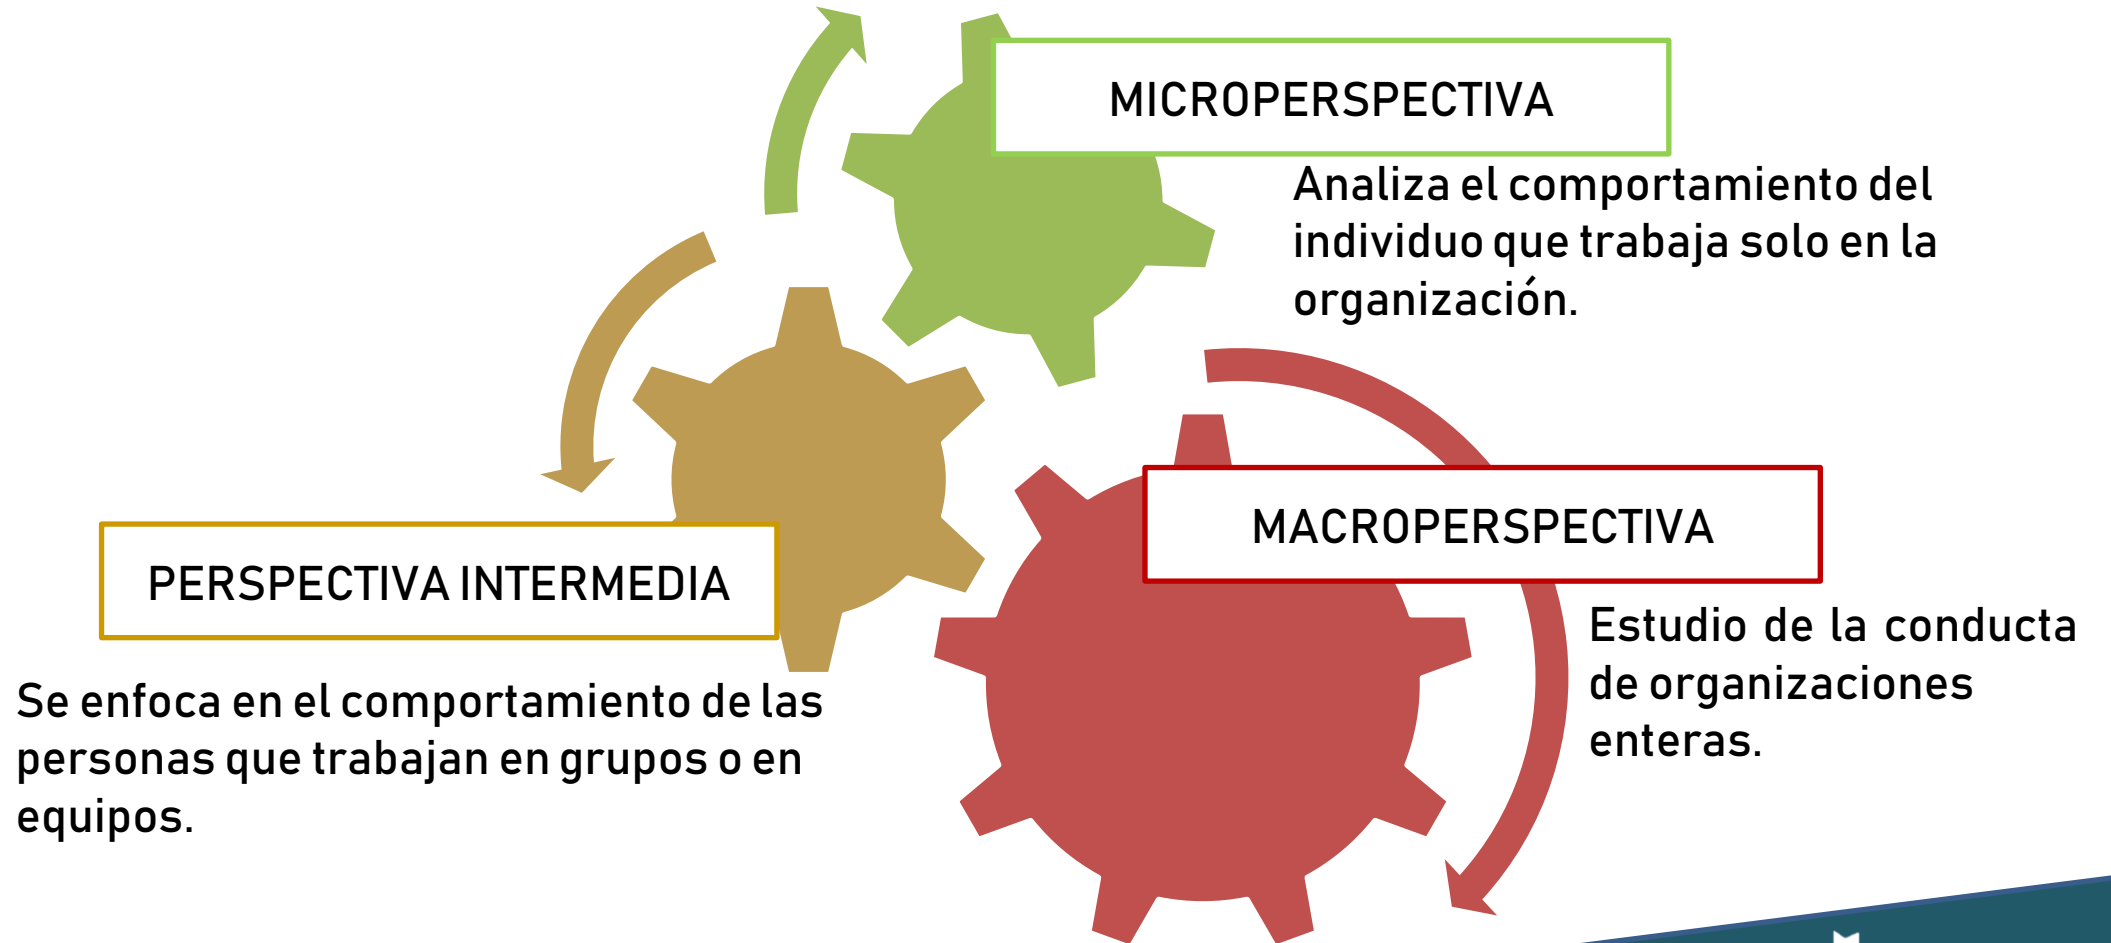 MICROPERSPECTIVA
Analiza el comportamiento del
individuo que trabaja solo en la
organización.
MACROPERSPECTIVA
Estudio de la conducta
de organizaciones
enteras.
PERSPECTIVA INTERMEDIA
Se enfoca en el comportamiento de las
personas que trabajan en grupos o en
equipos.